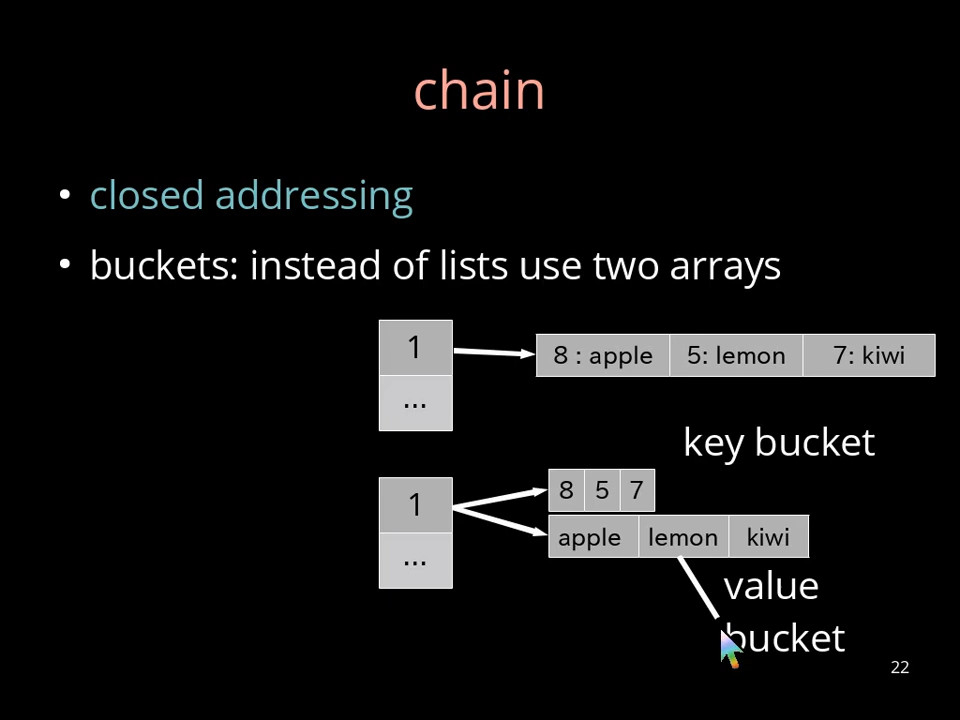 chain
• closed addressing
• buckets: instead of lists use two arrays
1
...
8 : apple 5: lemon 7: kiwi
key bucket
1
...
8 5 7
apple lemon kiwi
value
bucket
22